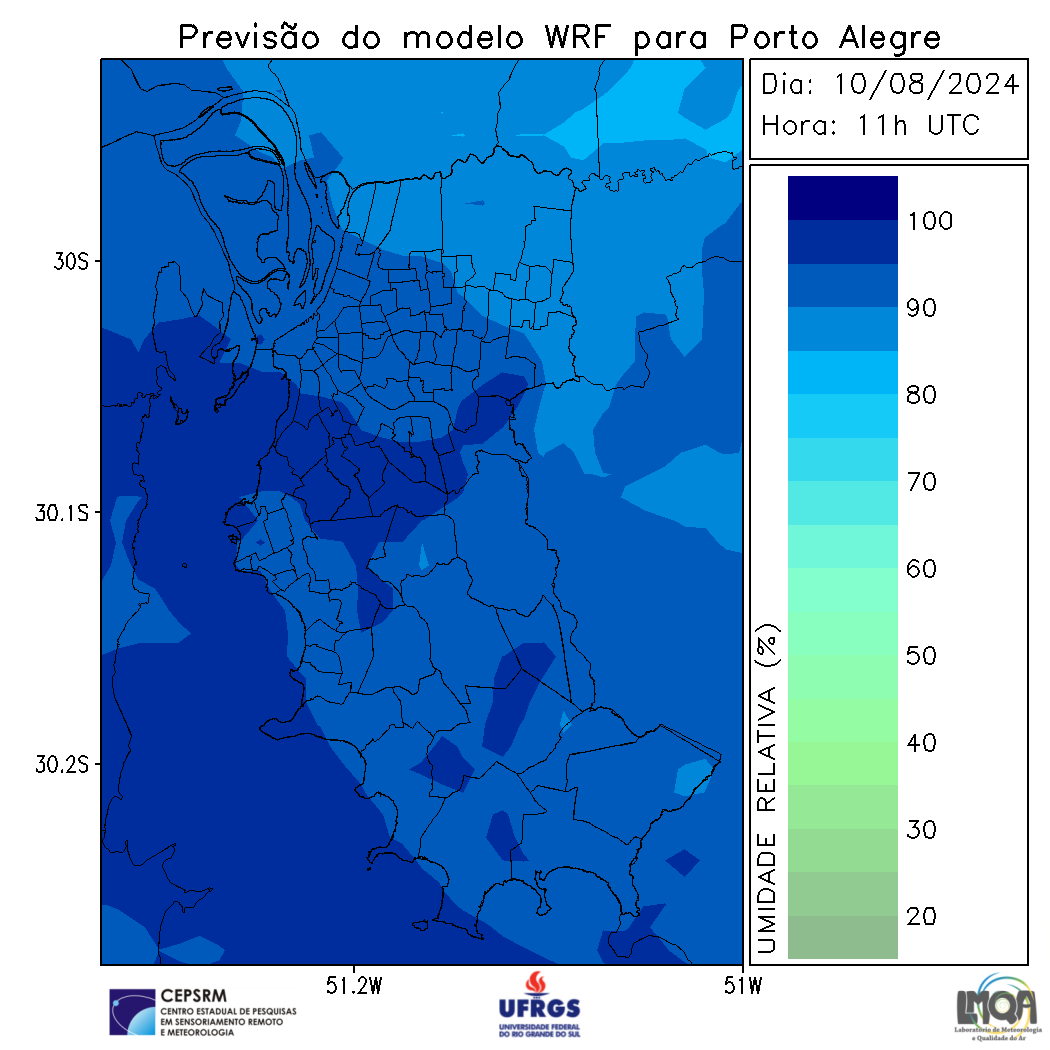 Previsão do modelo WRF para Porto Alegre
Dia: 10/08/2024
Hora: 11h UTC
30S
30.1S
30.2S
51.2W
51W
100
90
80
70
60
50
40
30
20
UMIDADE RELATIVA (%)
CEPSRM
CENTRO ESTADUAL DE PESQUISAS
EM SENSORIAMENTO REMOTO
E METEOROLOGIA
UFRGS
UNIVERSIDADE FEDERAL
DO RIO GRANDE DO SUL
LMQA
Laboratório de Meteorologia
e Qualidade do Ar